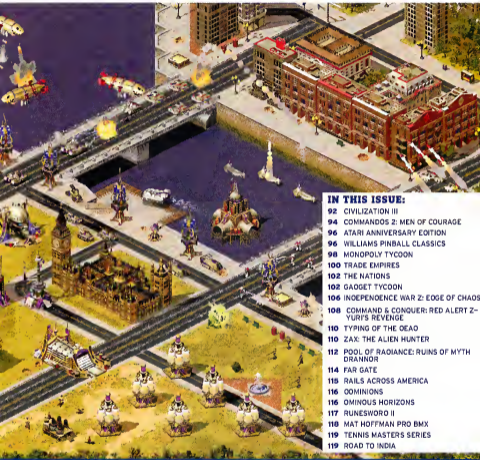 IN THIS ISSUE:
92 CIVILIZATION III
94 COMMANDOS 2: MEN OF COURAGE
96 ATARI ANNIVERSARY EDITION
96 WILLIAMS PINBALL CLASSICS
98 MONOPOLY TYCOON
100 TRADE EMPIRES
102 THE NATIONS
102 GADGET TYCOON
106 INDEPENDENCE WAR 2: EDGE OF CHAOS
108 COMMAND & CONQUER: RED ALERT 2–
YURI'S REVENGE
110 TYPING OF THE DEAD
110 ZAX: THE ALIEN HUNTER
112 POOL OF RADIANCE: RUINS OF MYTH
DRANNOR
114 FAR GATE
115 RAILS ACROSS AMERICA
116 DOMINIONS
116 OMINOUS HORIZONS
117 RUNESWORD II
118 MAT HOFFMAN PRO BMX
119 TENNIS MASTERS SERIES
119 ROAD TO INDIA